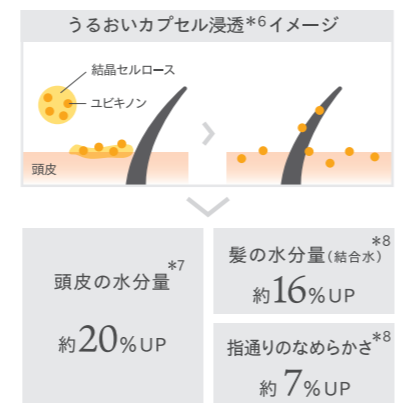 うるおいカプセル浸透*6イメージ
結晶セルロース
ユビキノン
頭皮
頭皮の水分量*7
約20%UP
髪の水分量(結合水)*8
約16%UP
指通りのなめらかさ*8
約7%UP